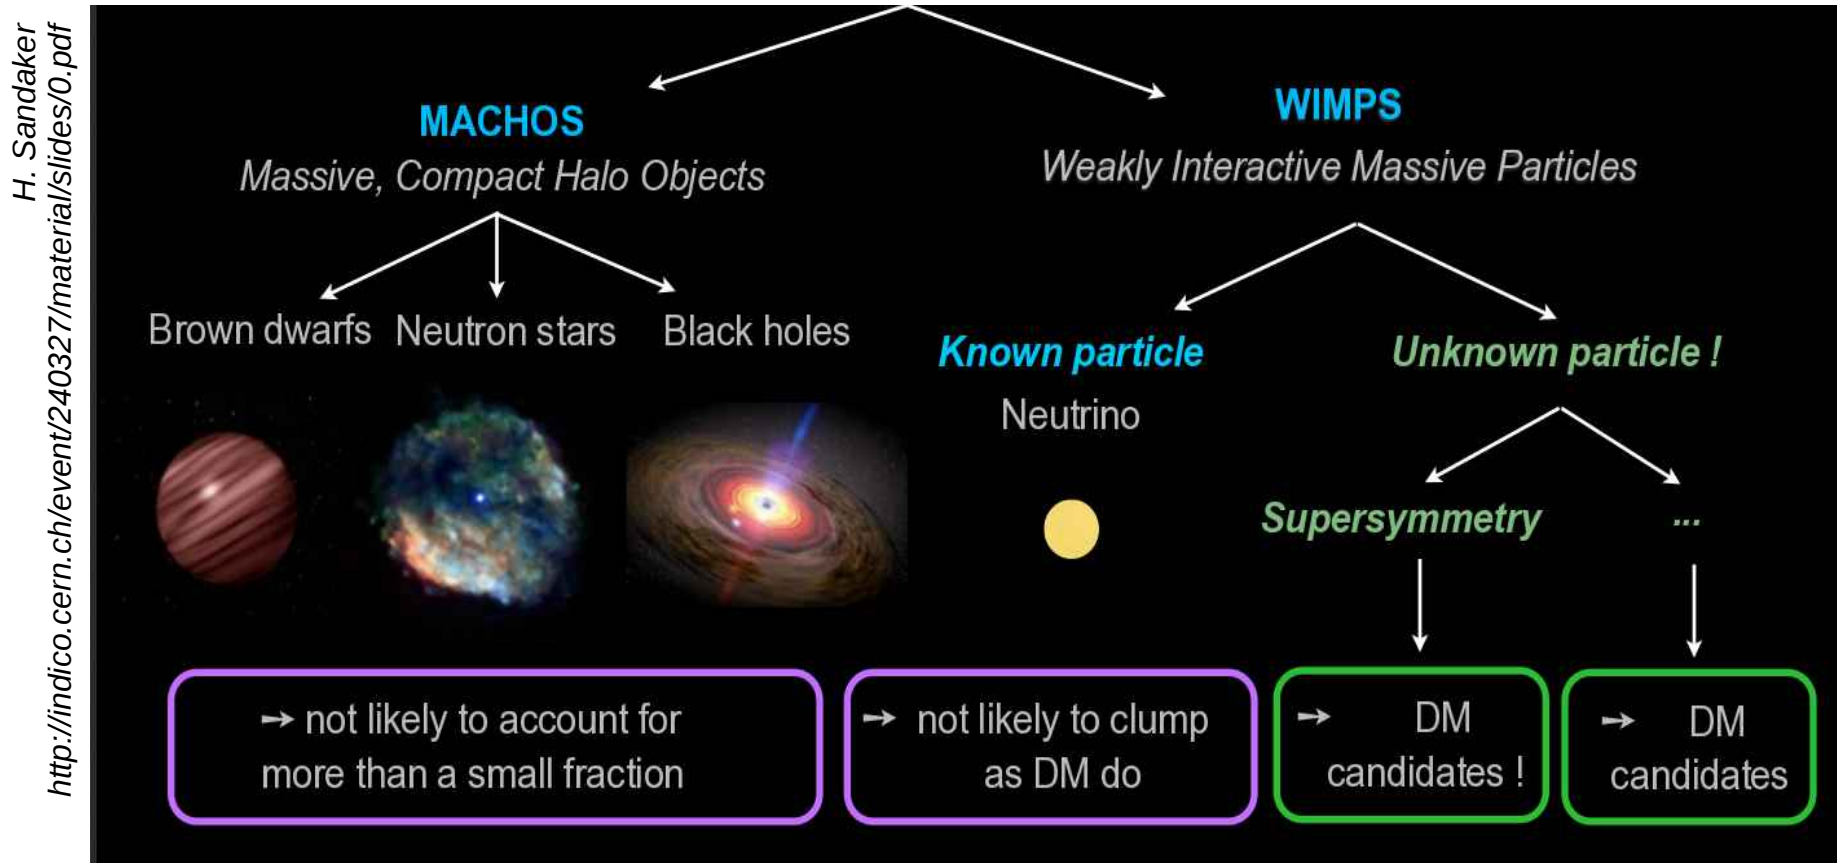 H. Sandaker
http://indico.cern.ch/event/240327/material/slides/0.pdf
MACHOS
Massive, Compact Halo Objects
WIMPS
Weakly Interactive Massive Particles
Brown dwarfs
Neutron stars
Black holes
Known particle
Neutrino
Unknown particle !
Supersymmetry
...
→ not likely to account for
more than a small fraction
→ not likely to clump
as DM do
→ DM
candidates !
→ DM
candidates